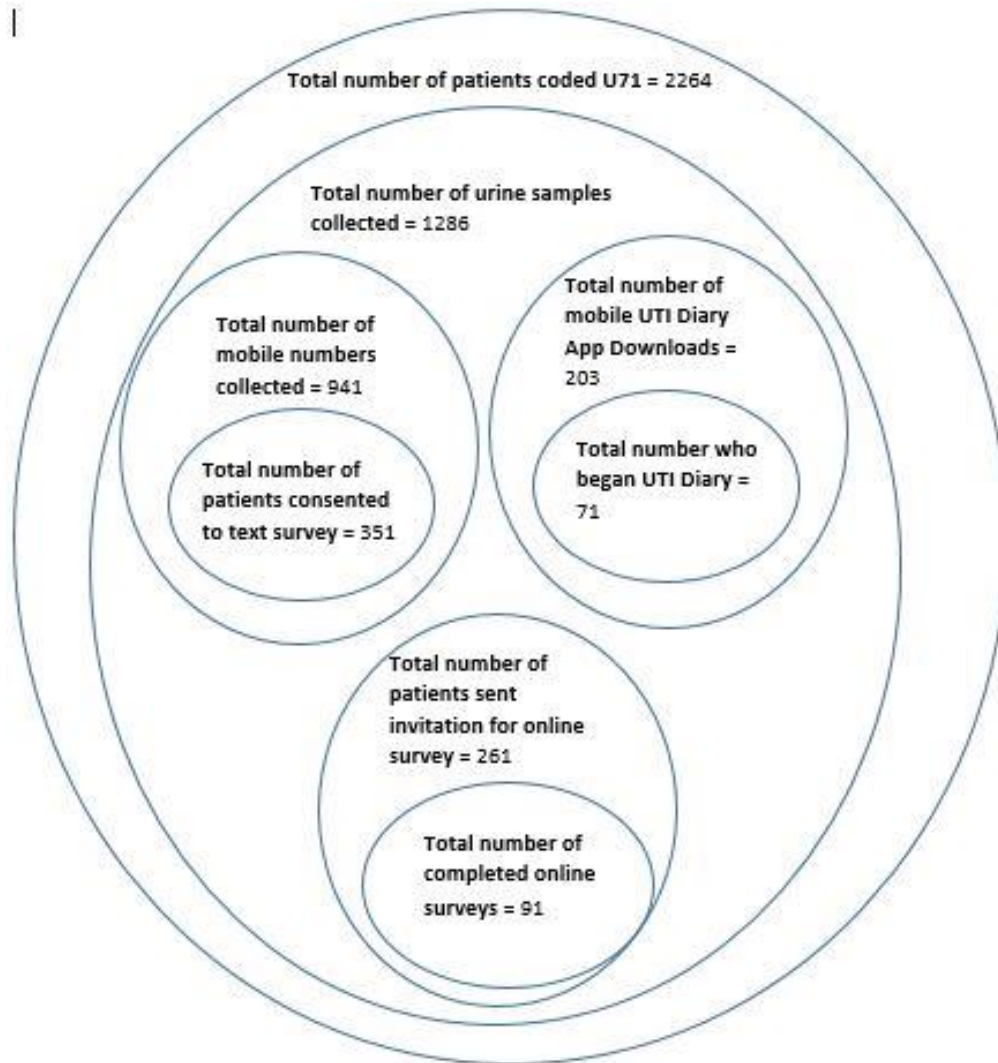 Total number of patients coded U71 = 2264
Total number of urine samples
collected = 1286
Total number of
mobile numbers
collected = 941
Total number of
patients consented
to text survey = 351
Total number of
mobile UTI Diary
App Downloads =
203
Total number who
began UTI Diary =
71
Total number of
patients sent
invitation for online
survey = 261
Total number of
completed online
surveys = 91